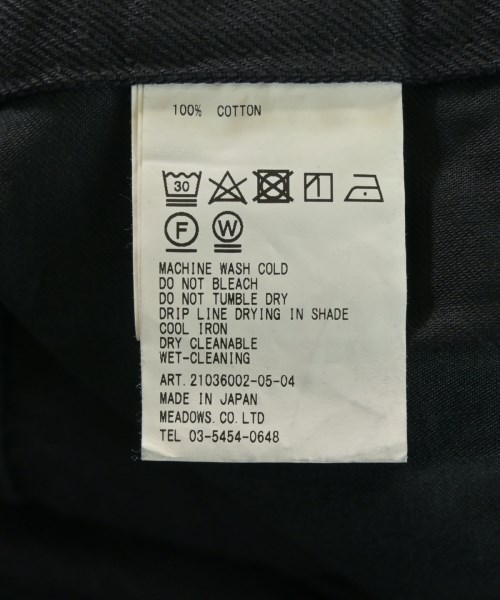 100% COTTON
30
F W
MACHINE WASH COLD
DO NOT BLEACH
DO NOT TUMBLE DRY
DRIP LINE DRYING IN SHADE
COOL IRON
DRY CLEANABLE
WET-CLEANING
ART. 21036002-05-04
MADE IN JAPAN
MEADOWS. CO. LTD
TEL 03-5454-0648